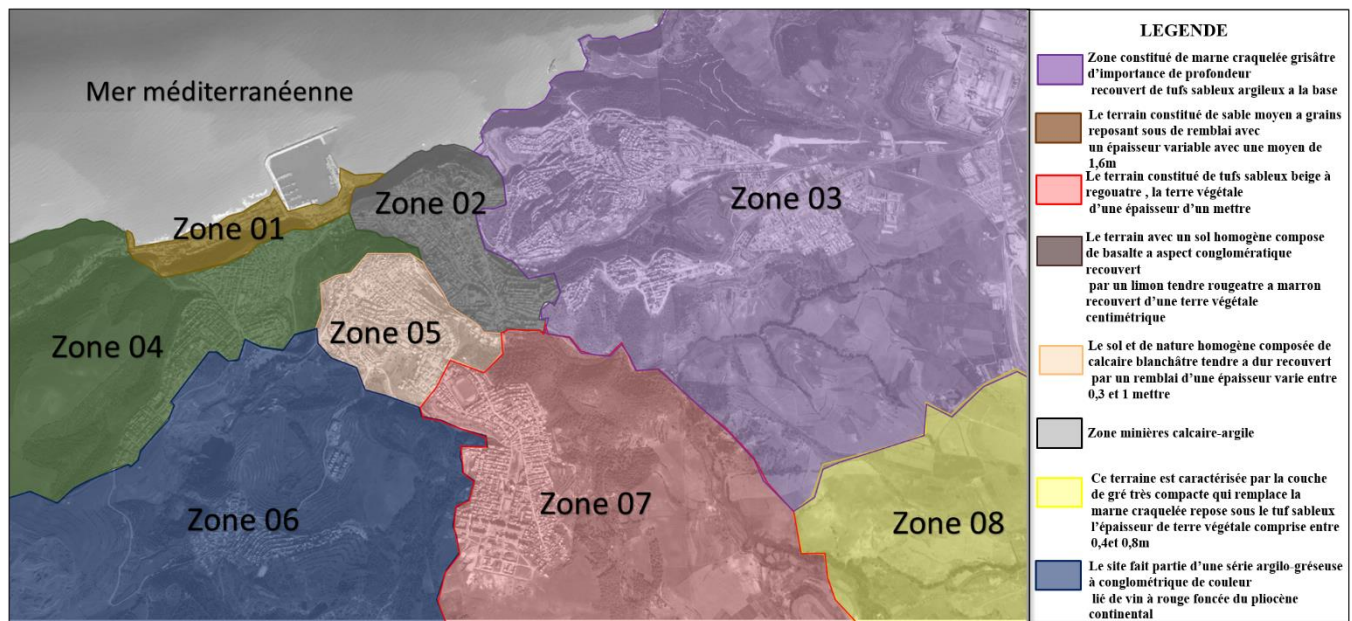 Mer méditerranéenne
Zone 01
Zone 02
Zone 03
Zone 04
Zone 05
Zone 06
Zone 07
Zone 08
LEGENDE
Zone constitué de marne craquelée grisâtre
d'importance de profondeur
recouvert de tufs sableux argileux a la base
Le terrain constitué de sable moyen a grains
reposant sous de remblai avec
un épaisseur variable avec une moyen de
1,6m
Le terrain constitué de tufs sableux beige à
regouatre , la terre végétale
d'une épaisseur d'un mettre
Le terrain avec un sol homogène compose
de basalte a aspect conglomératique
recouvert
par un limon tendre rougeatre a marron
recouvert d'une terre végétale
centimétrique
Le sol et de nature homogène composée de
calcaire blanchâtre tendre a dur recouvert
par un remblai d'une épaisseur varie entre
0,3 et 1 mettre
Zone minières calcaire-argile
Ce terraine est caractérisée par la couche
de gré très compacte qui remplace la
marne craquelée repose sous le tuf sableux
l'épaisseur de terre végétale comprise entre
0,4et 0,8m
Le site fait partie d'une série argilo-gréseuse
à conglométrique de couleur
lié de vin à rouge foncée du pliocène
continental